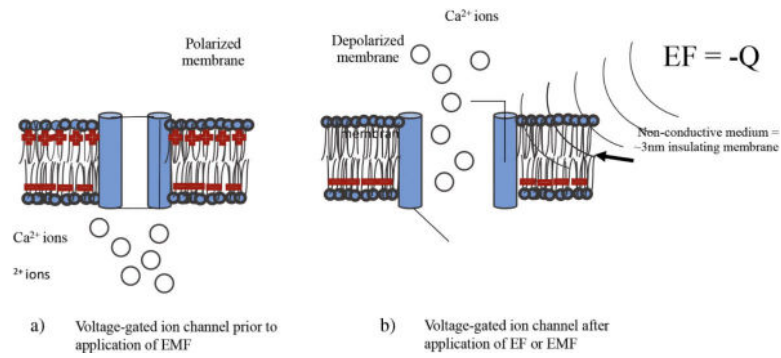 Polarized
membrane
Ca²⁺ ions
²⁺ ions
a) Voltage-gated ion channel prior to
application of EMF
Ca²⁺ ions
Depolarized
membrane
EF = -Q
membran
Non-conductive medium =
~3nm insulating membrane
b) Voltage-gated ion channel after
application of EF or EMF